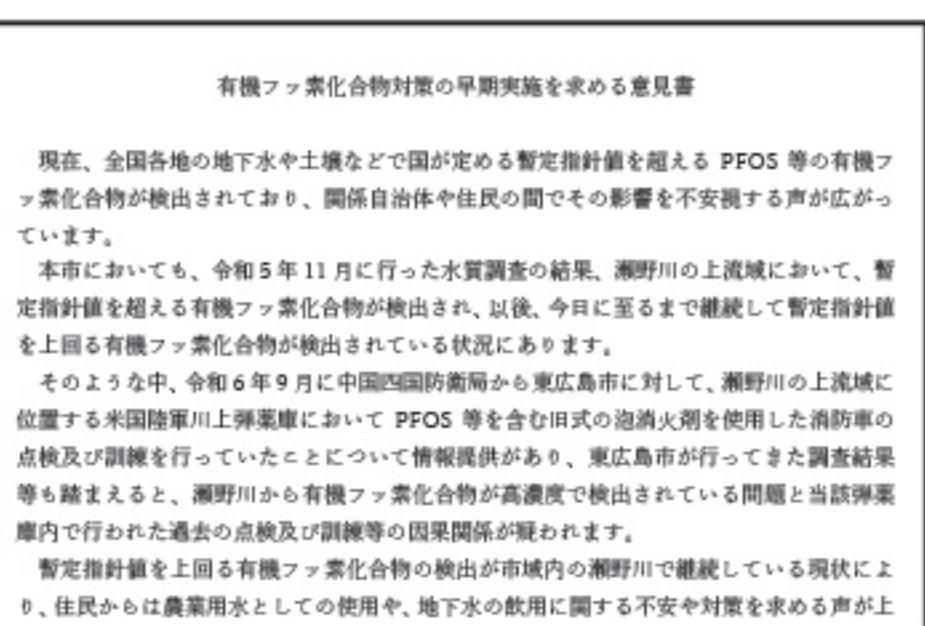 有機フッ素化合物対策の早期実施を求める意見書
現在、全国各地の地下水や土壌などで国が定める暫定指針値を超える PFOS 等の有機フ
ッ素化合物が検出されており、関係自治体や住民の間でその影響を不安視する声が広がっ
ています。
本市においても、令和5年11月に行った水質調査の結果、瀬野川の上流域において、暫
定指針値を超える有機フッ素化合物が検出され、以後、今日に至るまで継続して暫定指針値
を上回る有機フッ素化合物が検出されている状況にあります。
そのような中、令和6年9月に中国四国防衛局から東広島市に対して、瀬野川の上流域に
位置する米国陸軍川上弾薬庫において PFOS 等を含む旧式の泡消火剤を使用した消防車の
点検及び訓練を行っていたことについて情報提供があり、東広島市が行ってきた調査結果
等も踏まえると、瀬野川から有機フッ素化合物が高濃度で検出されている問題と当該弾薬
庫内で行われた過去の点検及び訓練等の因果関係が疑われます。
暫定指針値を上回る有機フッ素化合物の検出が市域内の瀬野川で継続している現状によ
り、住民からは農業用水としての使用や、地下水の飲用に関する不安や対策を求める声が上